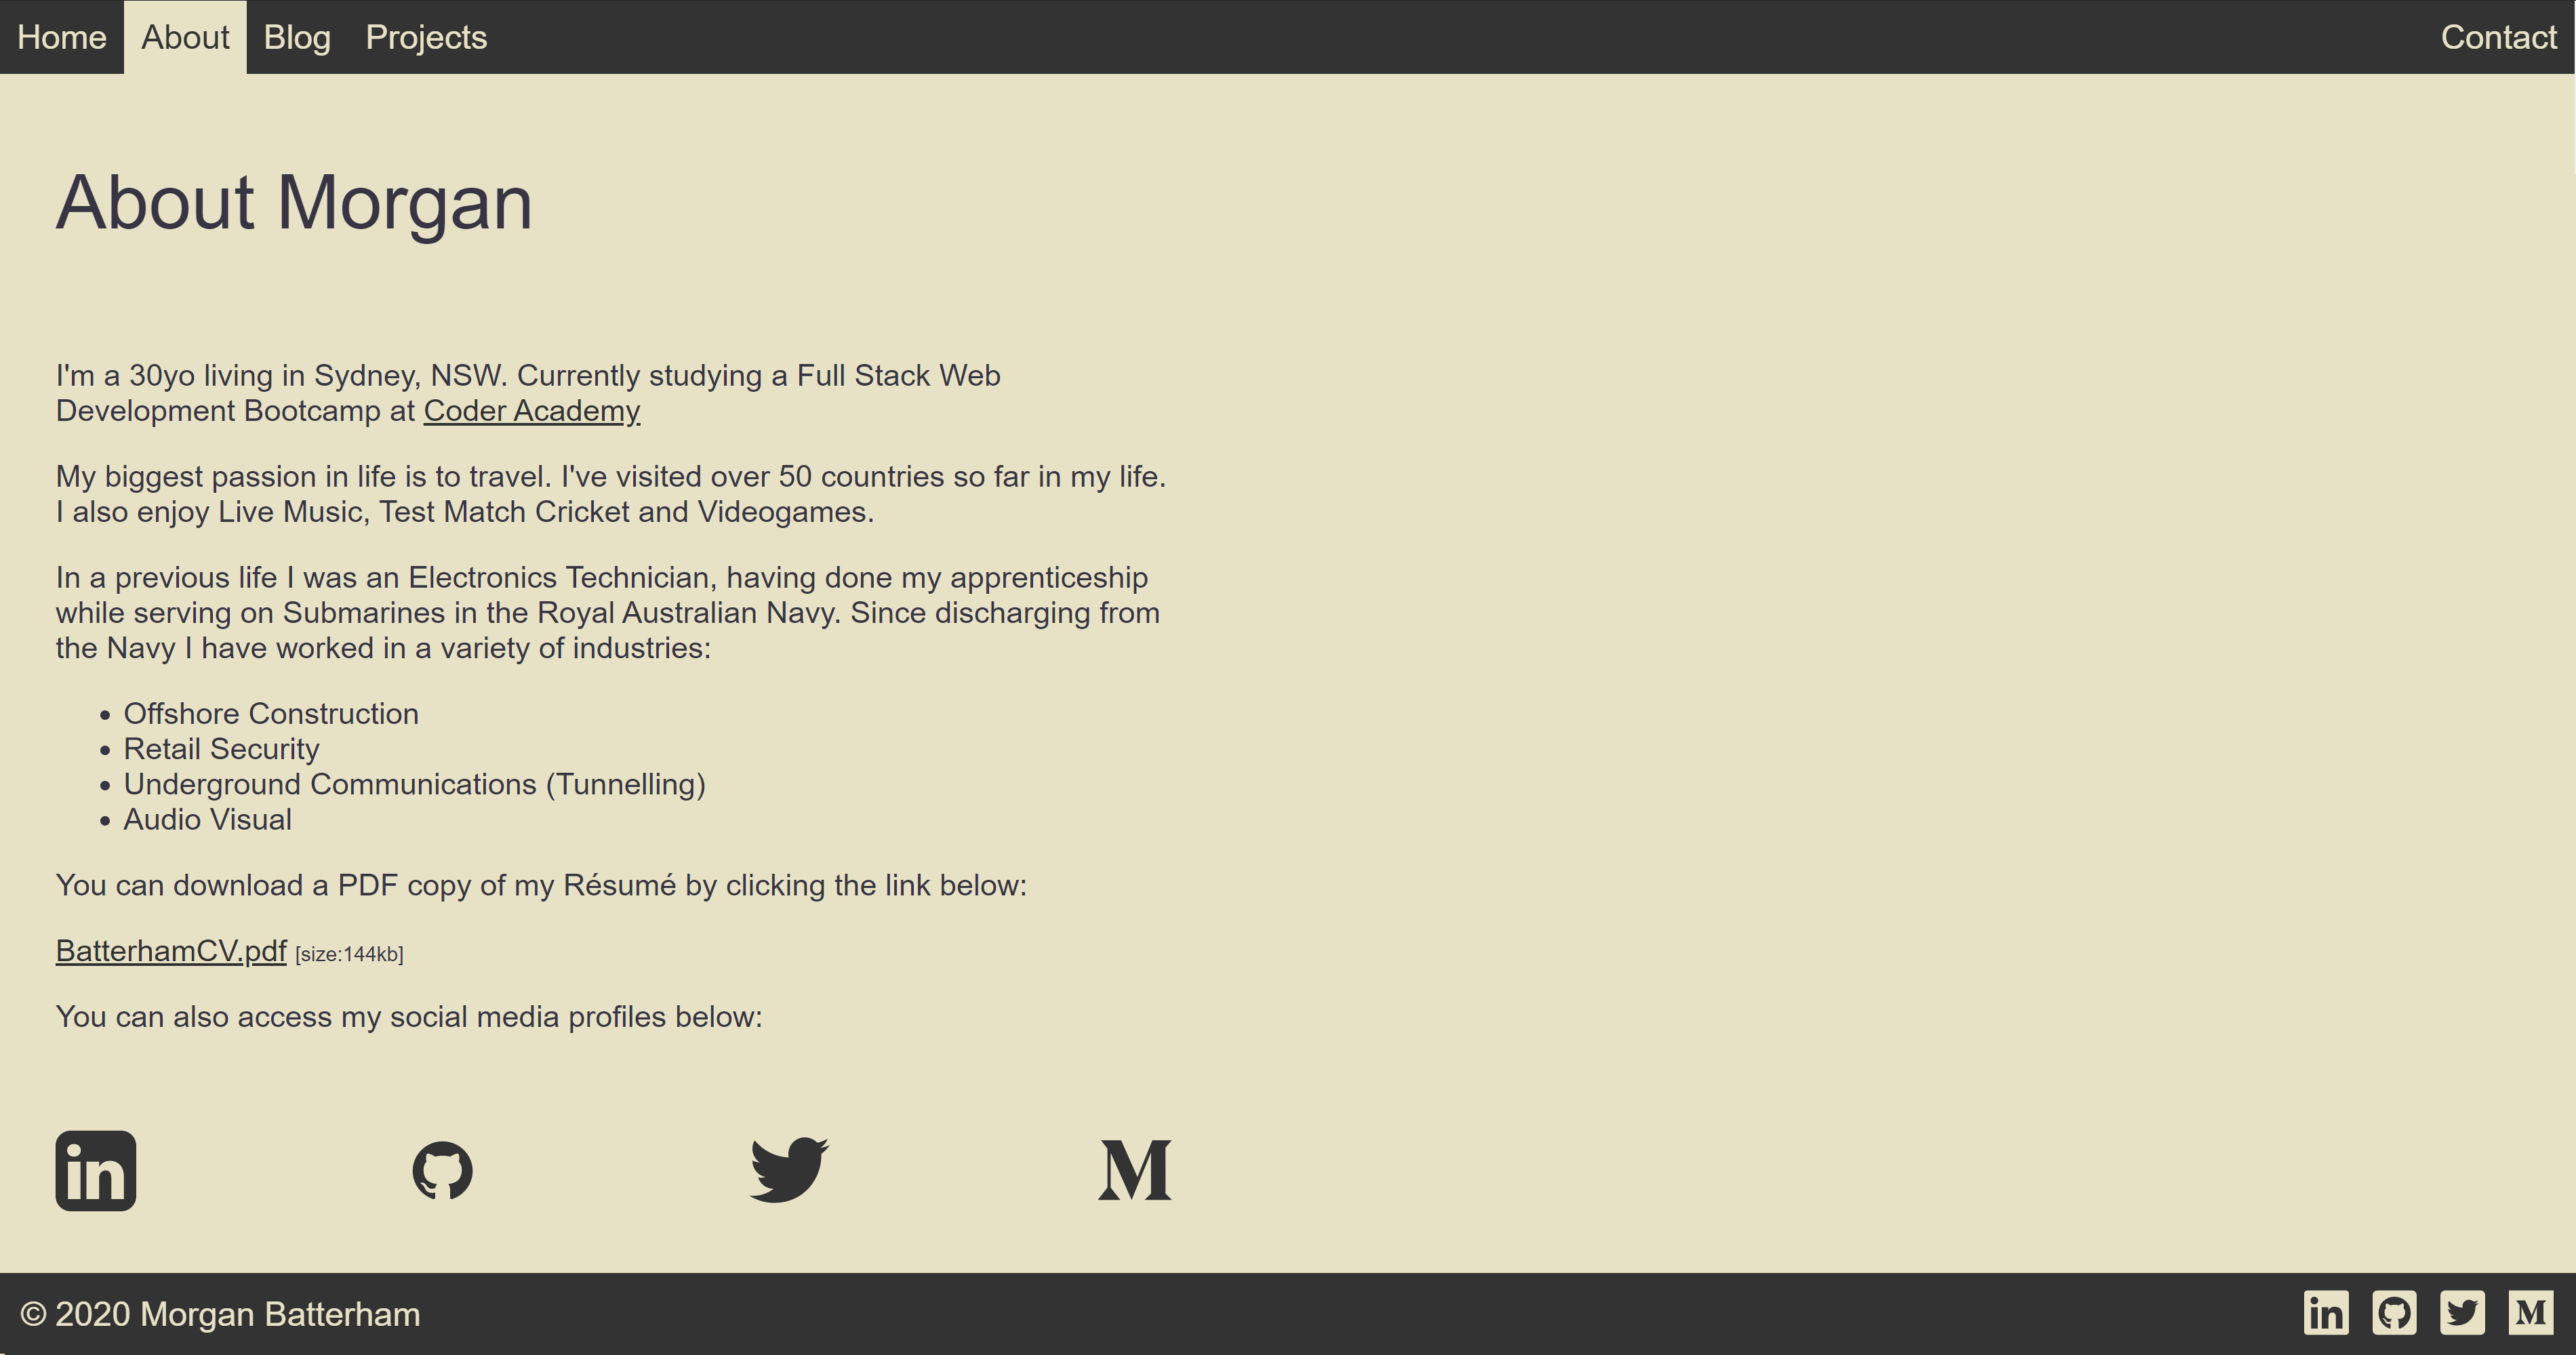 Home About Blog Projects Contact
About Morgan
I'm a 30yo living in Sydney, NSW. Currently studying a Full Stack Web
Development Bootcamp at Coder Academy
My biggest passion in life is to travel. I've visited over 50 countries so far in my life.
I also enjoy Live Music, Test Match Cricket and Videogames.
In a previous life I was an Electronics Technician, having done my apprenticeship
while serving on Submarines in the Royal Australian Navy. Since discharging from
the Navy I have worked in a variety of industries:
• Offshore Construction
• Retail Security
• Underground Communications (Tunnelling)
• Audio Visual
You can download a PDF copy of my Résumé by clicking the link below:
BatterhamCV.pdf [size:144kb]
You can also access my social media profiles below:
in M
© 2020 Morgan Batterham in M